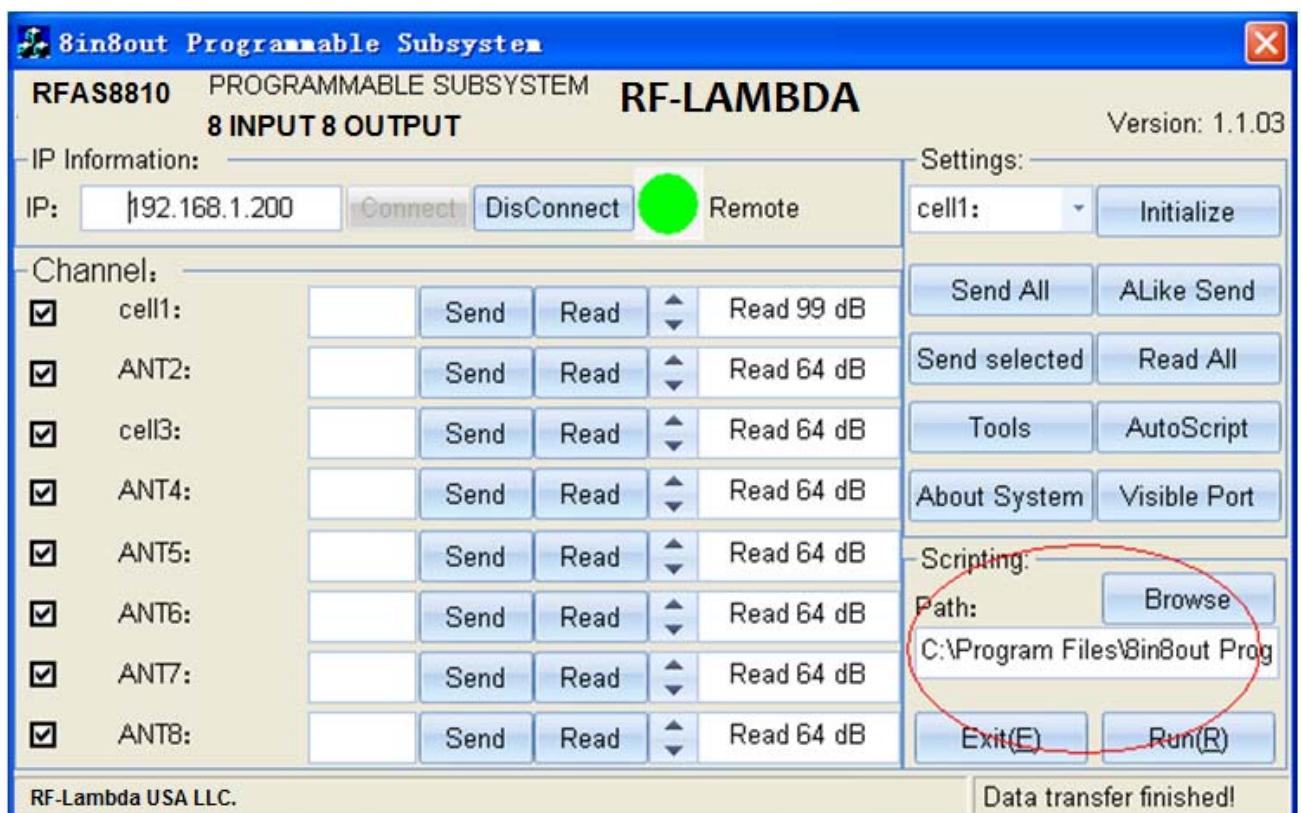 8in8out Programmable Subsystem
RFAS8810 PROGRAMMABLE SUBSYSTEM RF-LAMBDA
8 INPUT 8 OUTPUT Version: 1.1.03
IP Information:
IP: 192.168.1.200 Connect DisConnect Remote
Channel:
cell1: Send Read Read 99 dB
ANT2: Send Read Read 64 dB
cell3: Send Read Read 64 dB
ANT4: Send Read Read 64 dB
ANT5: Send Read Read 64 dB
ANT6: Send Read Read 64 dB
ANT7: Send Read Read 64 dB
ANT8: Send Read Read 64 dB
Settings:
cell1: Initialize
Send All ALike Send
Send selected Read All
Tools AutoScript
About System Visible Port
Scripting:
Path: Browse
C:\Program Files\8in8out Prog
Exit(E) Run(R)
RF-Lambda USA LLC. Data transfer finished!